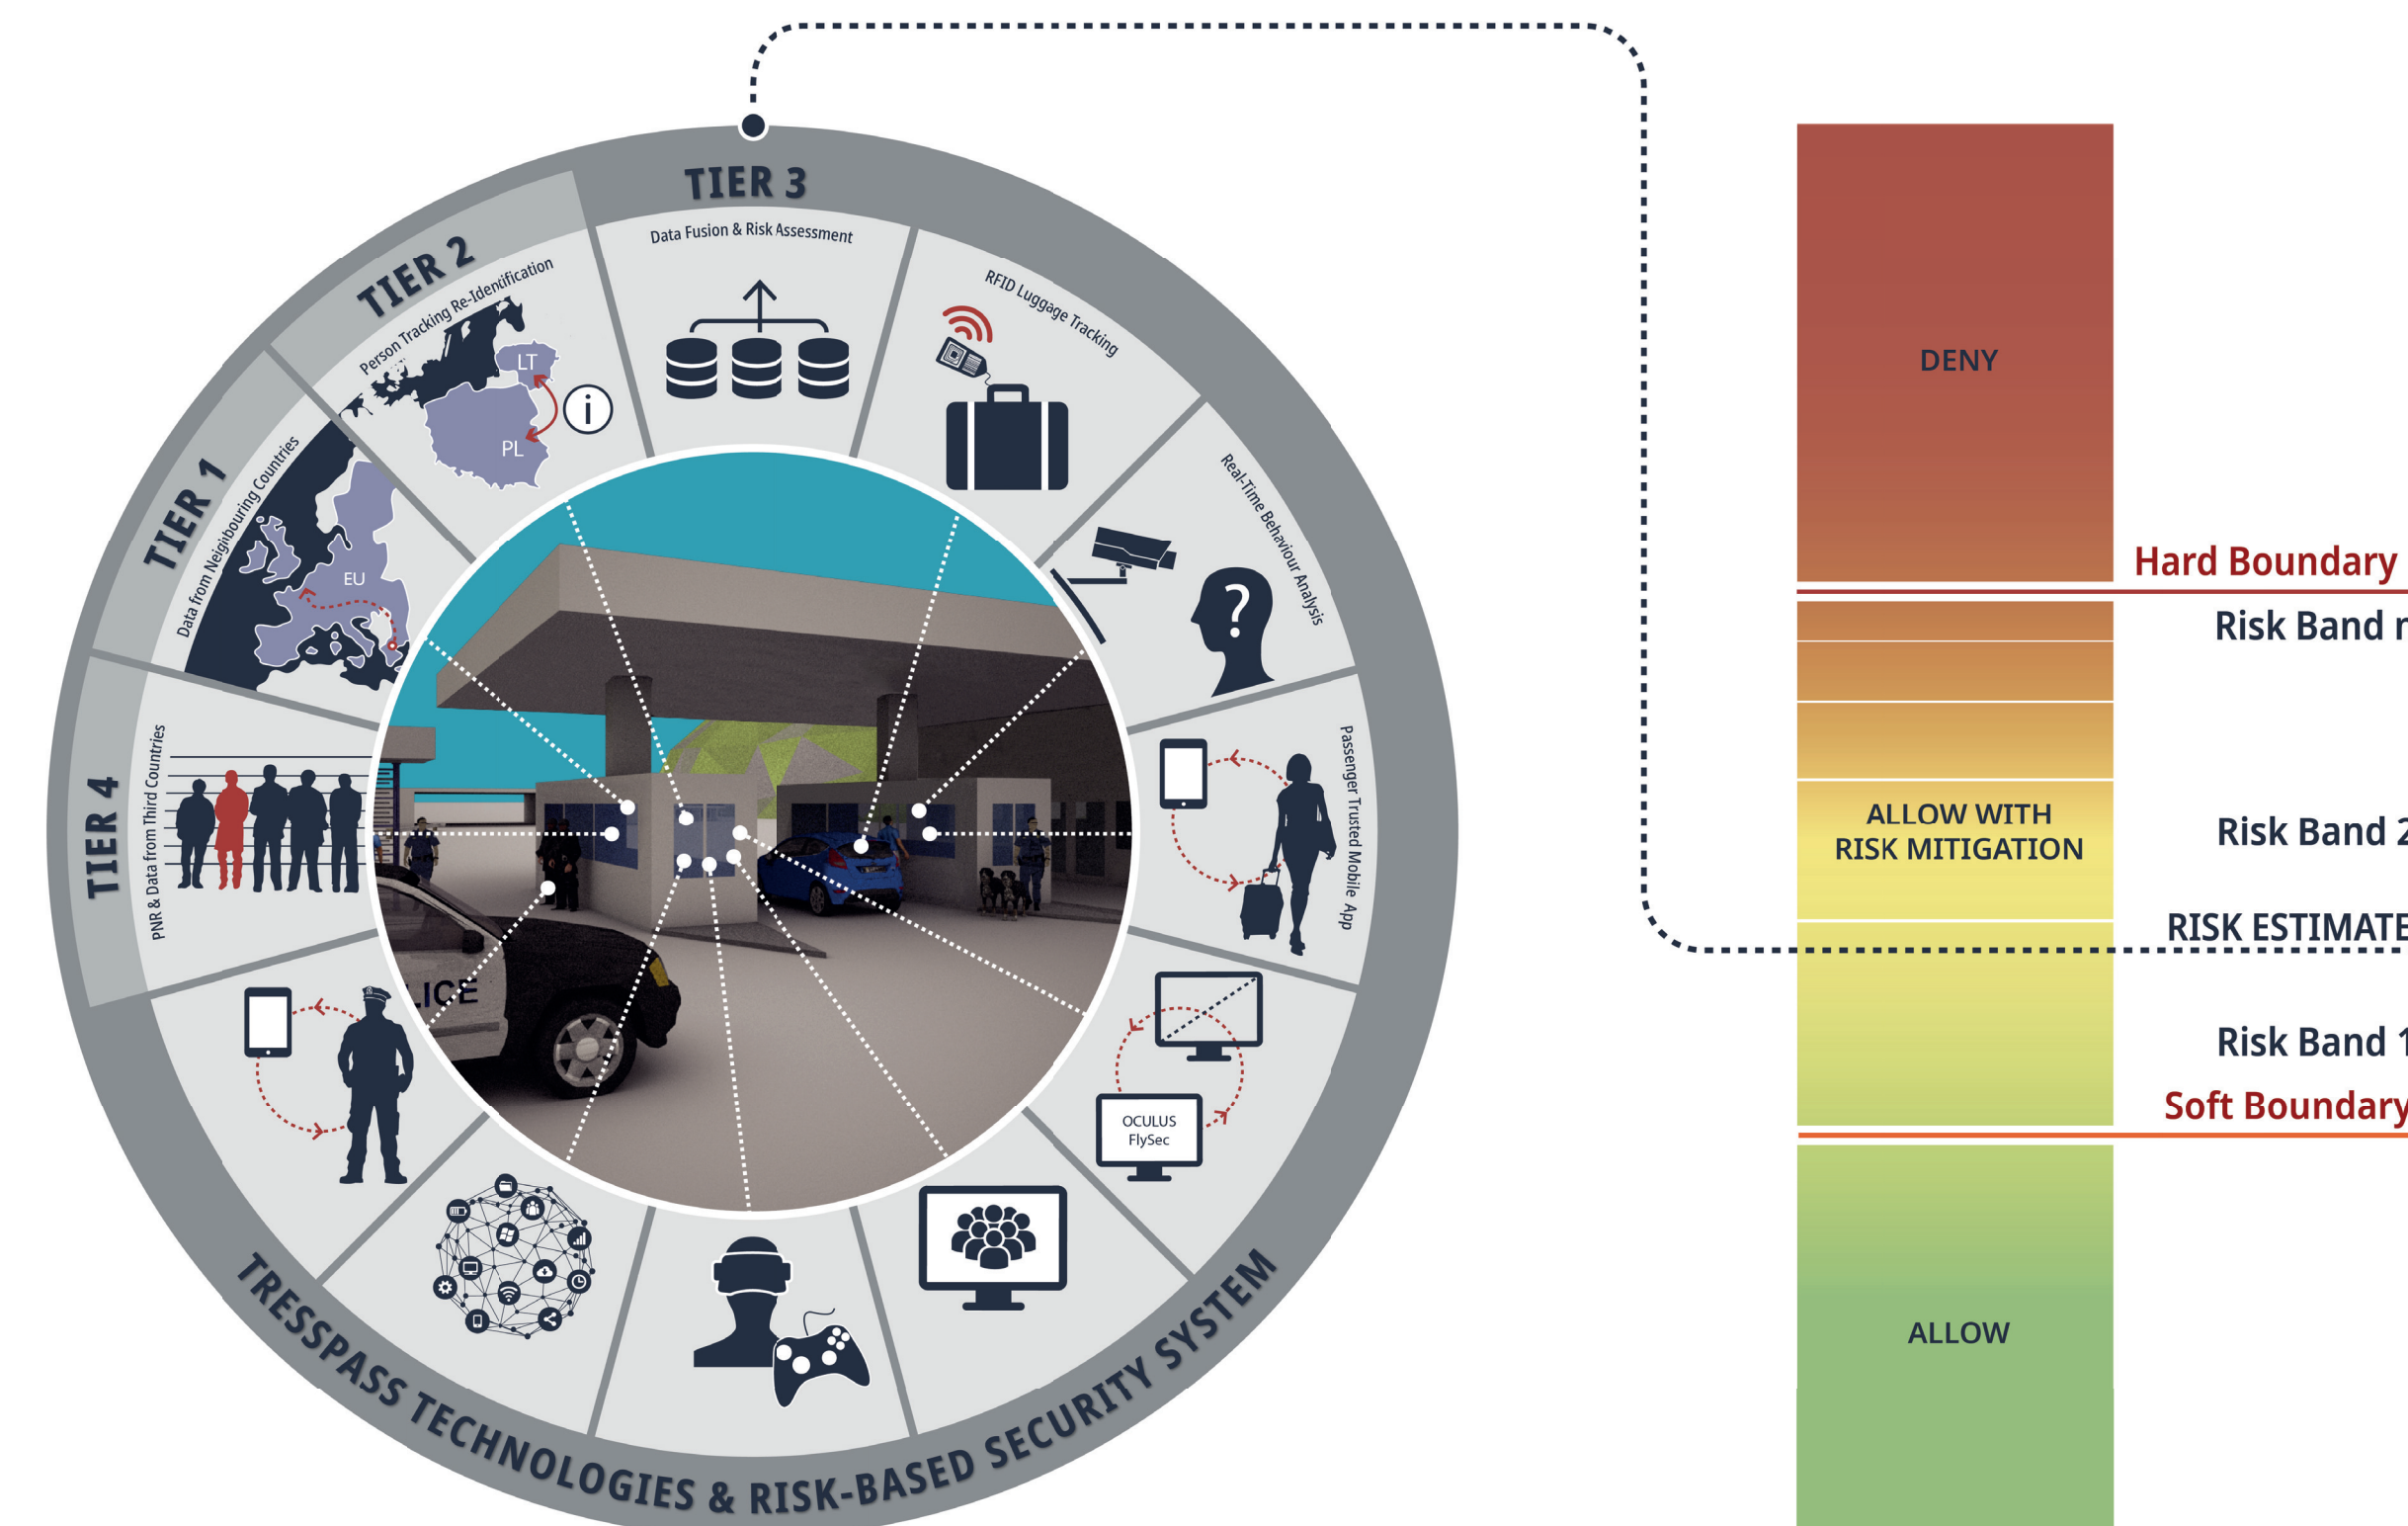 TIER 3
Data Fusion & Risk Assessment
RFID Luggage Tracking
Real-Time Behaviour Analysis
Passenger Trusted Mobile App
TIER 2
Person Tracking Re-Identification
LT
PL
i
TIER 1
Data from Neighbouring Countries
EU
TIER 4
PNR & Data from Third Countries
?
LICE
OCULUS
FlySec
TRESSPASS TECHNOLOGIES & RISK-BASED SECURITY SYSTEM
DENY
Hard Boundary
Risk Band n
ALLOW WITH
RISK MITIGATION
Risk Band 2
RISK ESTIMATE
Risk Band 1
Soft Boundary
ALLOW